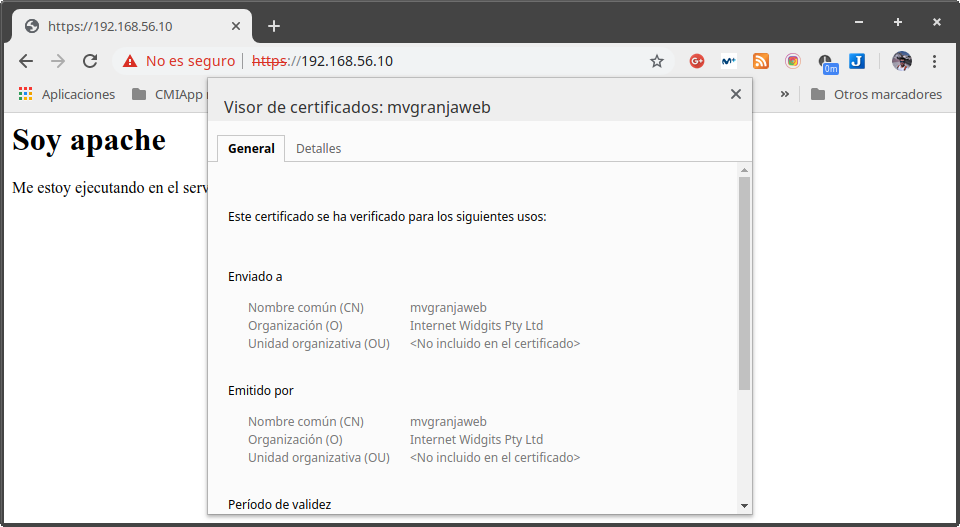 https://192.168.56.10
No es seguro https://192.168.56.10
0m
Aplicaciones
CMIApp
Otros marcadores
Soy apache
Me estoy ejecutando en el serv
Visor de certificados: mvgranjaweb
General Detalles
Este certificado se ha verificado para los siguientes usos:
Enviado a
Nombre común (CN) mvgranjaweb
Organización (O) Internet Widgits Pty Ltd
Unidad organizativa (OU) <No incluido en el certificado>
Emitido por
Nombre común (CN) mvgranjaweb
Organización (O) Internet Widgits Pty Ltd
Unidad organizativa (OU) <No incluido en el certificado>
Período de validez